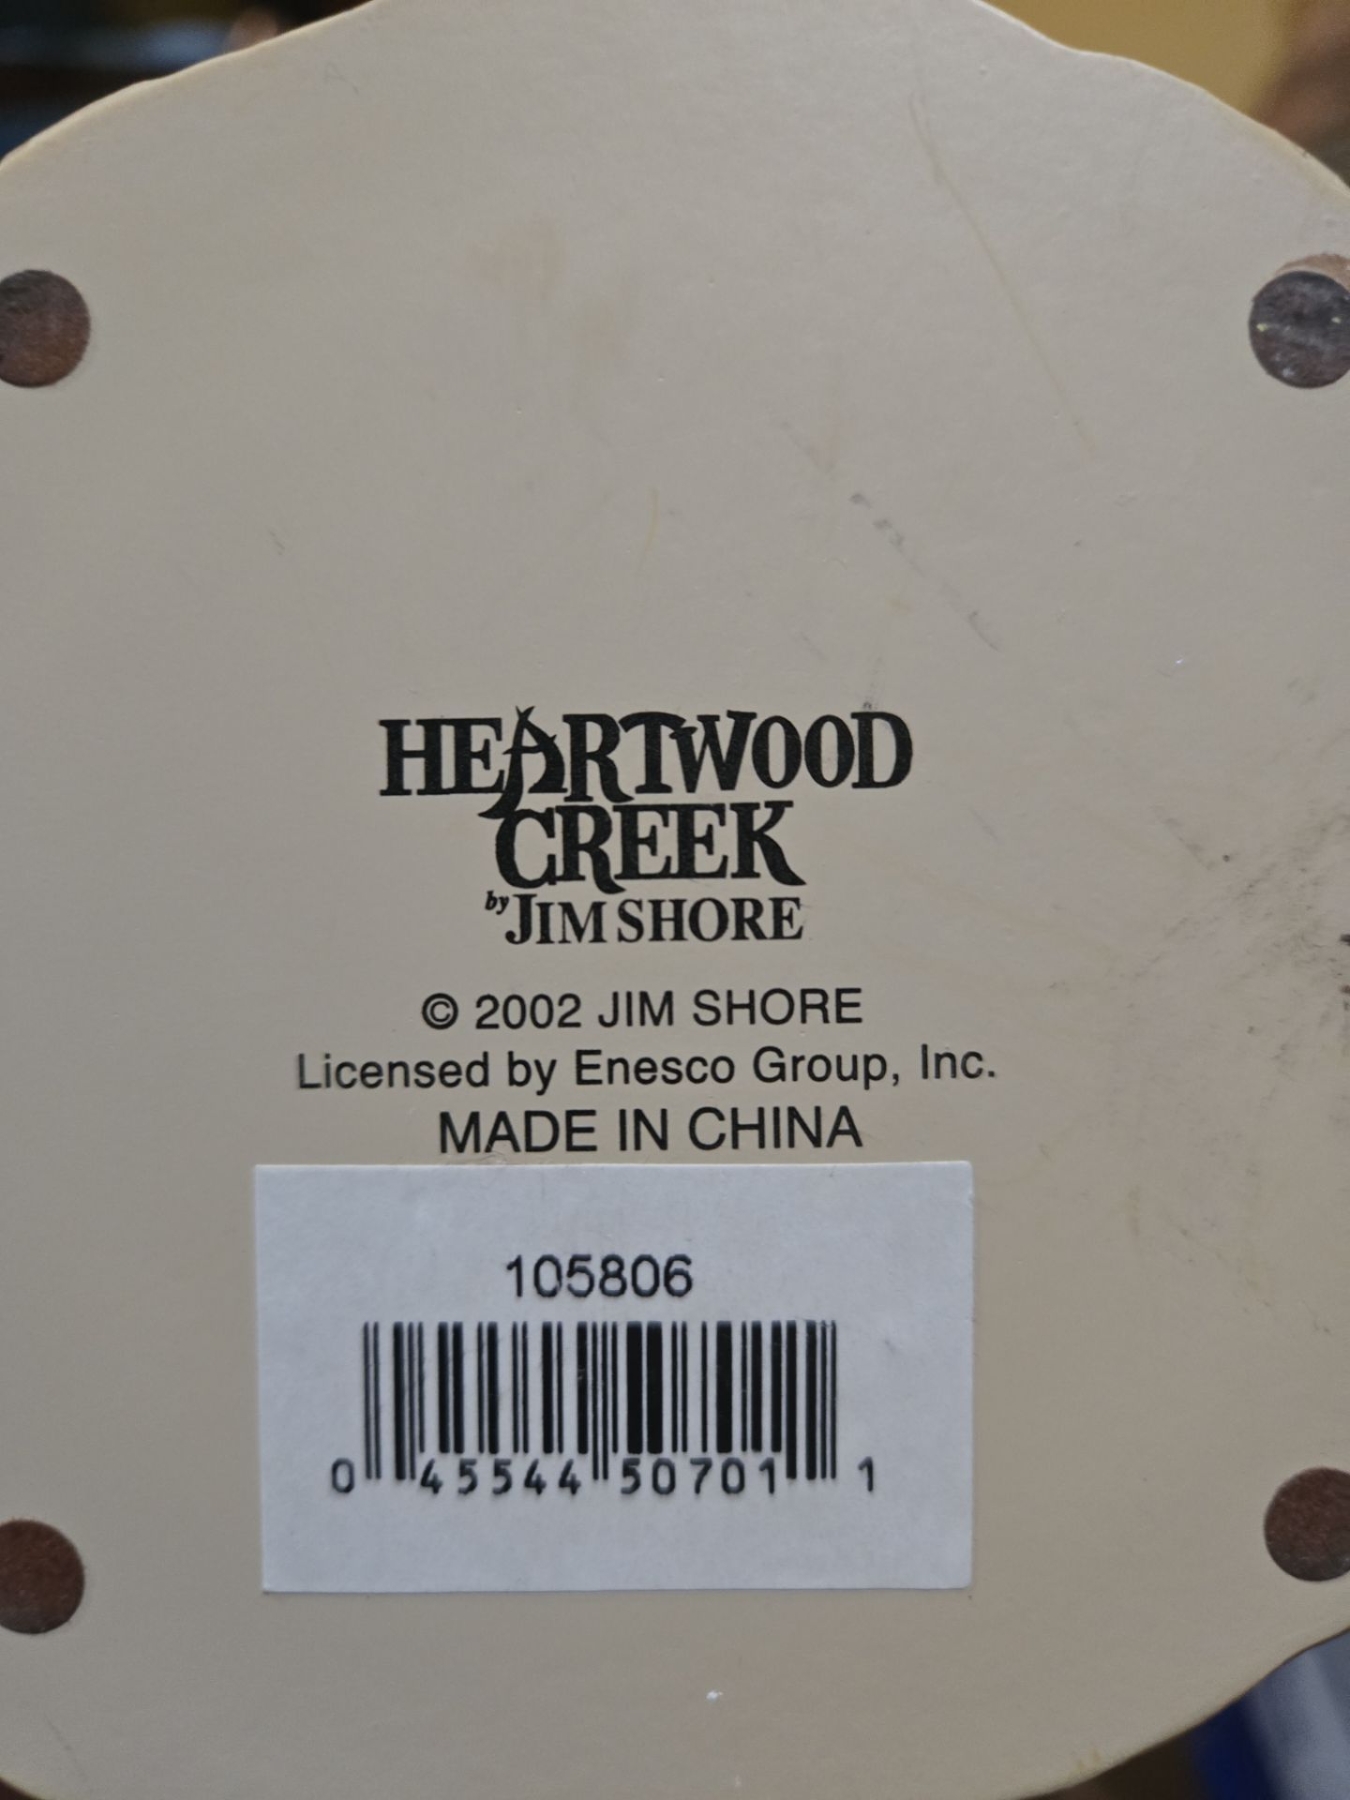 HEARTWOOD
CREEK
by JIM SHORE
© 2002 JIM SHORE
Licensed by Enesco Group, Inc.
MADE IN CHINA
105806
0 45544 50701 1